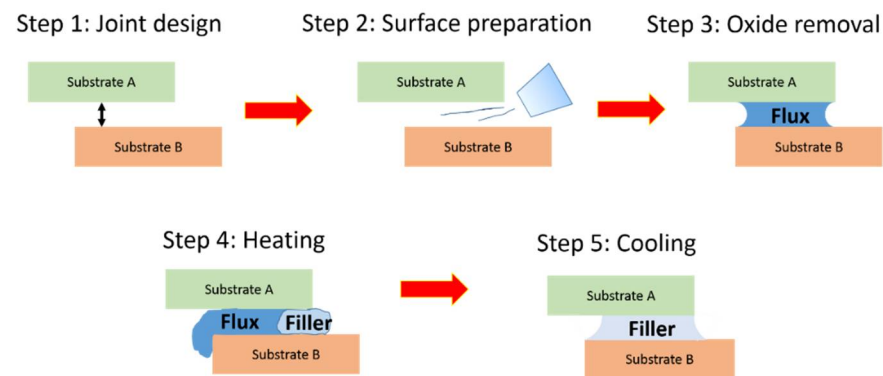 Step 1: Joint design
Step 2: Surface preparation
Step 3: Oxide removal
Substrate A
Substrate B
Substrate A
Substrate B
Substrate A
Flux
Substrate B
Step 4: Heating
Step 5: Cooling
Substrate A
Flux
Filler
Substrate B
Substrate A
Filler
Substrate B